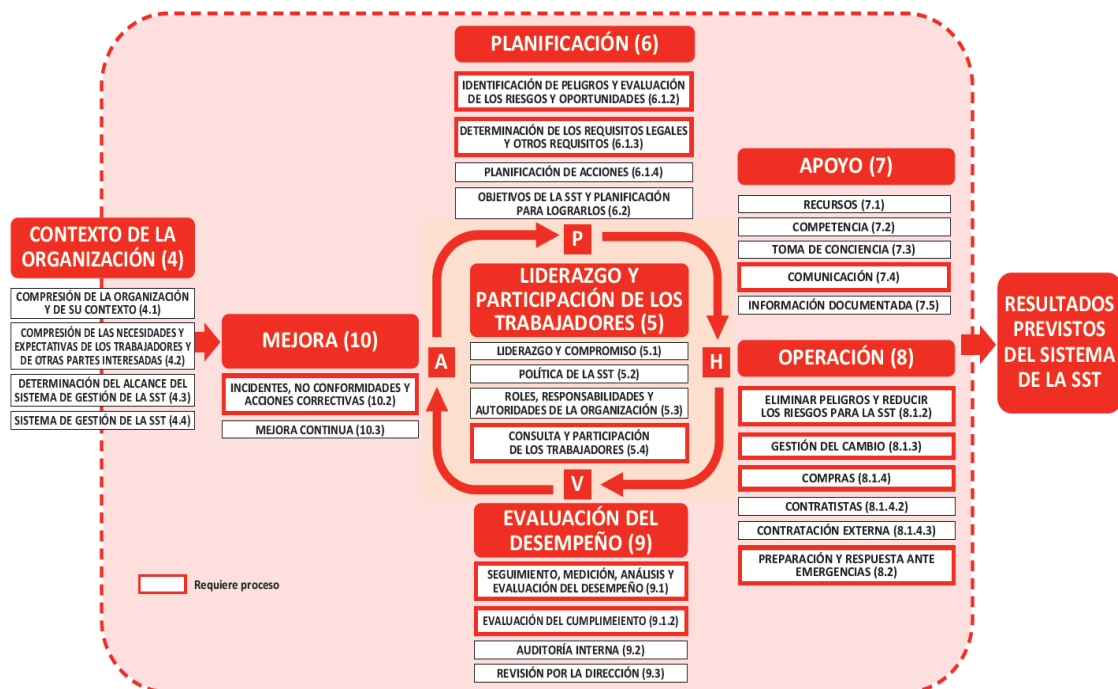 PLANIFICACIÓN (6)
IDENTIFICACIÓN DE PELIGROS Y EVALUACIÓN
DE LOS RIESGOS Y OPORTUNIDADES (6.1.2)
DETERMINACIÓN DE LOS REQUISITOS LEGALES
Y OTROS REQUISITOS (6.1.3)
PLANIFICACIÓN DE ACCIONES (6.1.4)
OBJETIVOS DE LA SST Y PLANIFICACIÓN
PARA LOGRARLOS (6.2)
CONTEXTO DE LA
ORGANIZACIÓN (4)
COMPRESIÓN DE LA ORGANIZACIÓN
Y DE SU CONTEXTO (4.1)
COMPRESIÓN DE LAS NECESIDADES Y
EXPECTATIVAS DE LOS TRABAJADORES Y
DE OTRAS PARTES INTERESADAS (4.2)
DETERMINACIÓN DEL ALCANCE DEL
SISTEMA DE GESTIÓN DE LA SST (4.3)
SISTEMA DE GESTIÓN DE LA SST (4.4)
MEJORA (10)
INCIDENTES, NO CONFORMIDADES Y
ACCIONES CORRECTIVAS (10.2)
MEJORA CONTINUA (10.3)
P
A
H
V
LIDERAZGO Y
PARTICIPACIÓN DE LOS
TRABAJADORES (5)
LIDERAZGO Y COMPROMISO (5.1)
POLÍTICA DE LA SST (5.2)
ROLES, RESPONSABILIDADES Y
AUTORIDADES DE LA ORGANIZACIÓN (5.3)
CONSULTA Y PARTICIPACIÓN
DE LOS TRABAJADORES (5.4)
APOYO (7)
RECURSOS (7.1)
COMPETENCIA (7.2)
TOMA DE CONCIENCIA (7.3)
COMUNICACIÓN (7.4)
INFORMACIÓN DOCUMENTADA (7.5)
OPERACIÓN (8)
ELIMINAR PELIGROS Y REDUCIR
LOS RIESGOS PARA LA SST (8.1.2)
GESTIÓN DEL CAMBIO (8.1.3)
COMPRAS (8.1.4)
CONTRATISTAS (8.1.4.2)
CONTRATACIÓN EXTERNA (8.1.4.3)
PREPARACIÓN Y RESPUESTA ANTE
EMERGENCIAS (8.2)
RESULTADOS
PREVISTOS
DEL SISTEMA
DE LA SST
EVALUACIÓN DEL
DESEMPEÑO (9)
SEGUIMIENTO, MEDICIÓN, ANÁLISIS Y
EVALUACIÓN DEL DESEMPEÑO (9.1)
EVALUACIÓN DEL CUMPLIMEIENTO (9.1.2)
AUDITORÍA INTERNA (9.2)
REVISIÓN POR LA DIRECCIÓN (9.3)
Requiere proceso